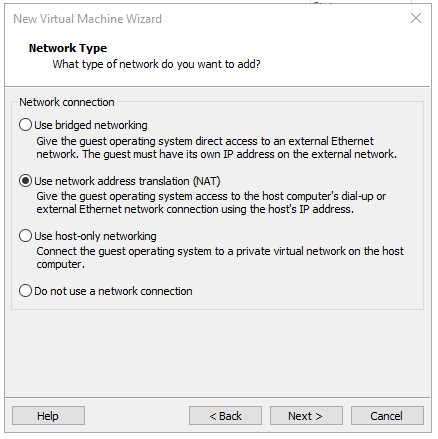 New Virtual Machine Wizard
Network Type
What type of network do you want to add?
Network connection
Use bridged networking
Give the guest operating system direct access to an external Ethernet
network. The guest must have its own IP address on the external network.
Use network address translation (NAT)
Give the guest operating system access to the host computer's dial-up or
external Ethernet network connection using the host's IP address.
Use host-only networking
Connect the guest operating system to a private virtual network on the host
computer.
Do not use a network connection
Help
< Back
Next >
Cancel